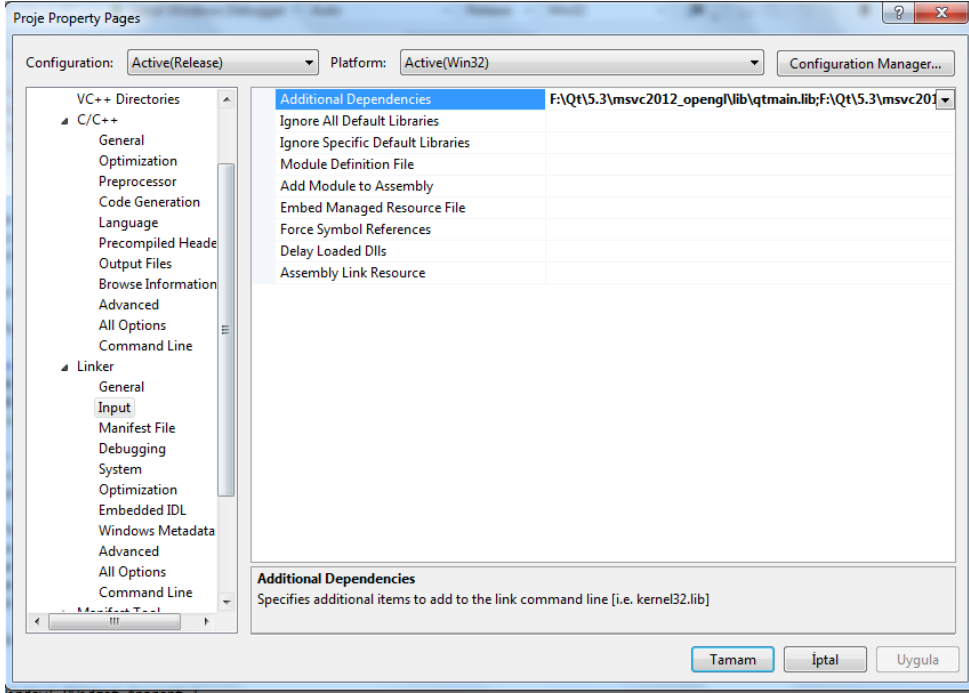 Proje Property Pages
Configuration: Active(Release) Platform: Active(Win32) Configuration Manager...
VC++ Directories
C/C++
General
Optimization
Preprocessor
Code Generation
Language
Precompiled Heade
Output Files
Browse Information
Advanced
All Options
Command Line
Linker
General
Input
Manifest File
Debugging
System
Optimization
Embedded IDL
Windows Metadata
Advanced
All Options
Command Line
Manifest Tool
Additional Dependencies F:\Qt\5.3\msvc2012_opengl\lib\qtmain.lib;F:\Qt\5.3\msvc201
Ignore All Default Libraries
Ignore Specific Default Libraries
Module Definition File
Add Module to Assembly
Embed Managed Resource File
Force Symbol References
Delay Loaded Dlls
Assembly Link Resource
Additional Dependencies
Specifies additional items to add to the link command line [i.e. kernel32.lib]
Tamam İptal Uygula